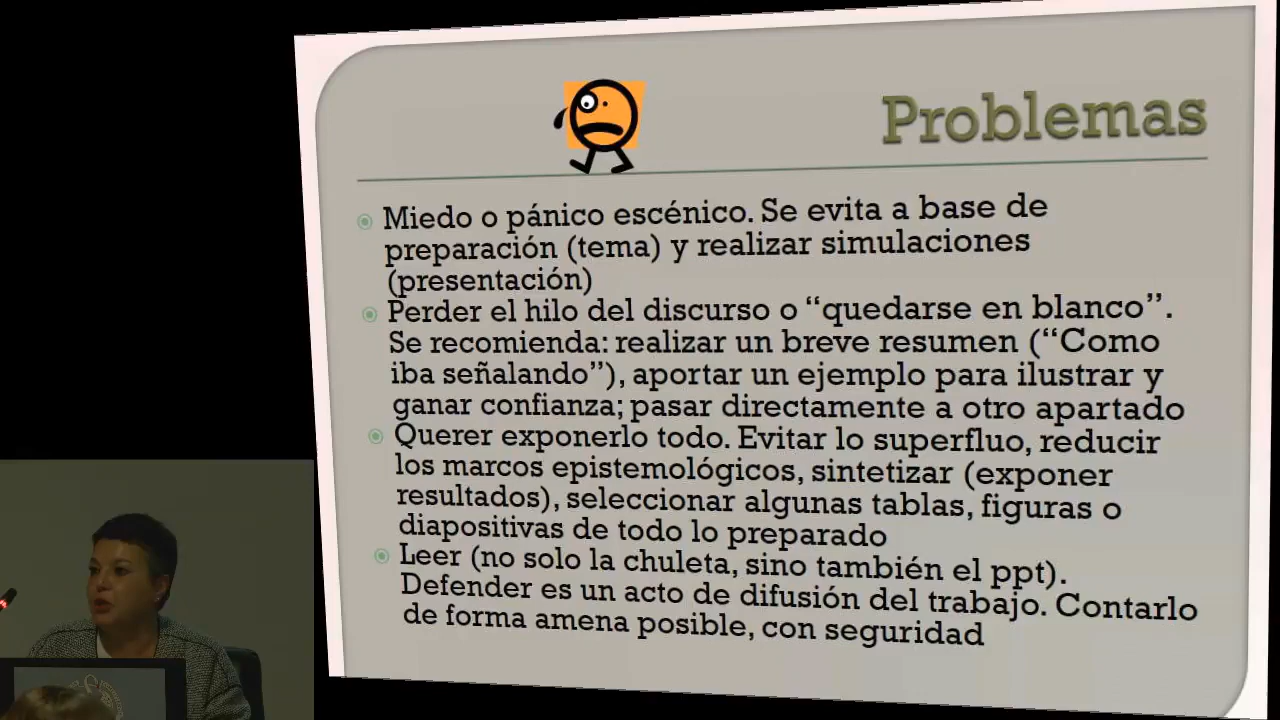 Problemas
Miedo o pánico escénico. Se evita a base de
preparación (tema) y realizar simulaciones
(presentación)
Perder el hilo del discurso o “quedarse en blanco”.
Se recomienda: realizar un breve resumen (“Como
iba señalando”), aportar un ejemplo para ilustrar y
ganar confianza; pasar directamente a otro apartado
Querer exponerlo todo. Evitar lo superfluo, reducir
los marcos epistemológicos, sintetizar (exponer
resultados), seleccionar algunas tablas, figuras o
diapositivas de todo lo preparado
Leer (no solo la chuleta, sino también el ppt).
Defender es un acto de difusión del trabajo. Contarlo
de forma amena posible, con seguridad